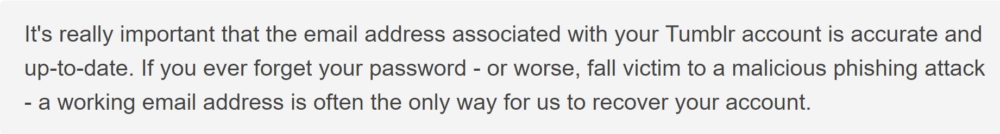 It's really important that the email address associated with your Tumblr account is accurate and
up-to-date. If you ever forget your password - or worse, fall victim to a malicious phishing attack
- a working email address is often the only way for us to recover your account.